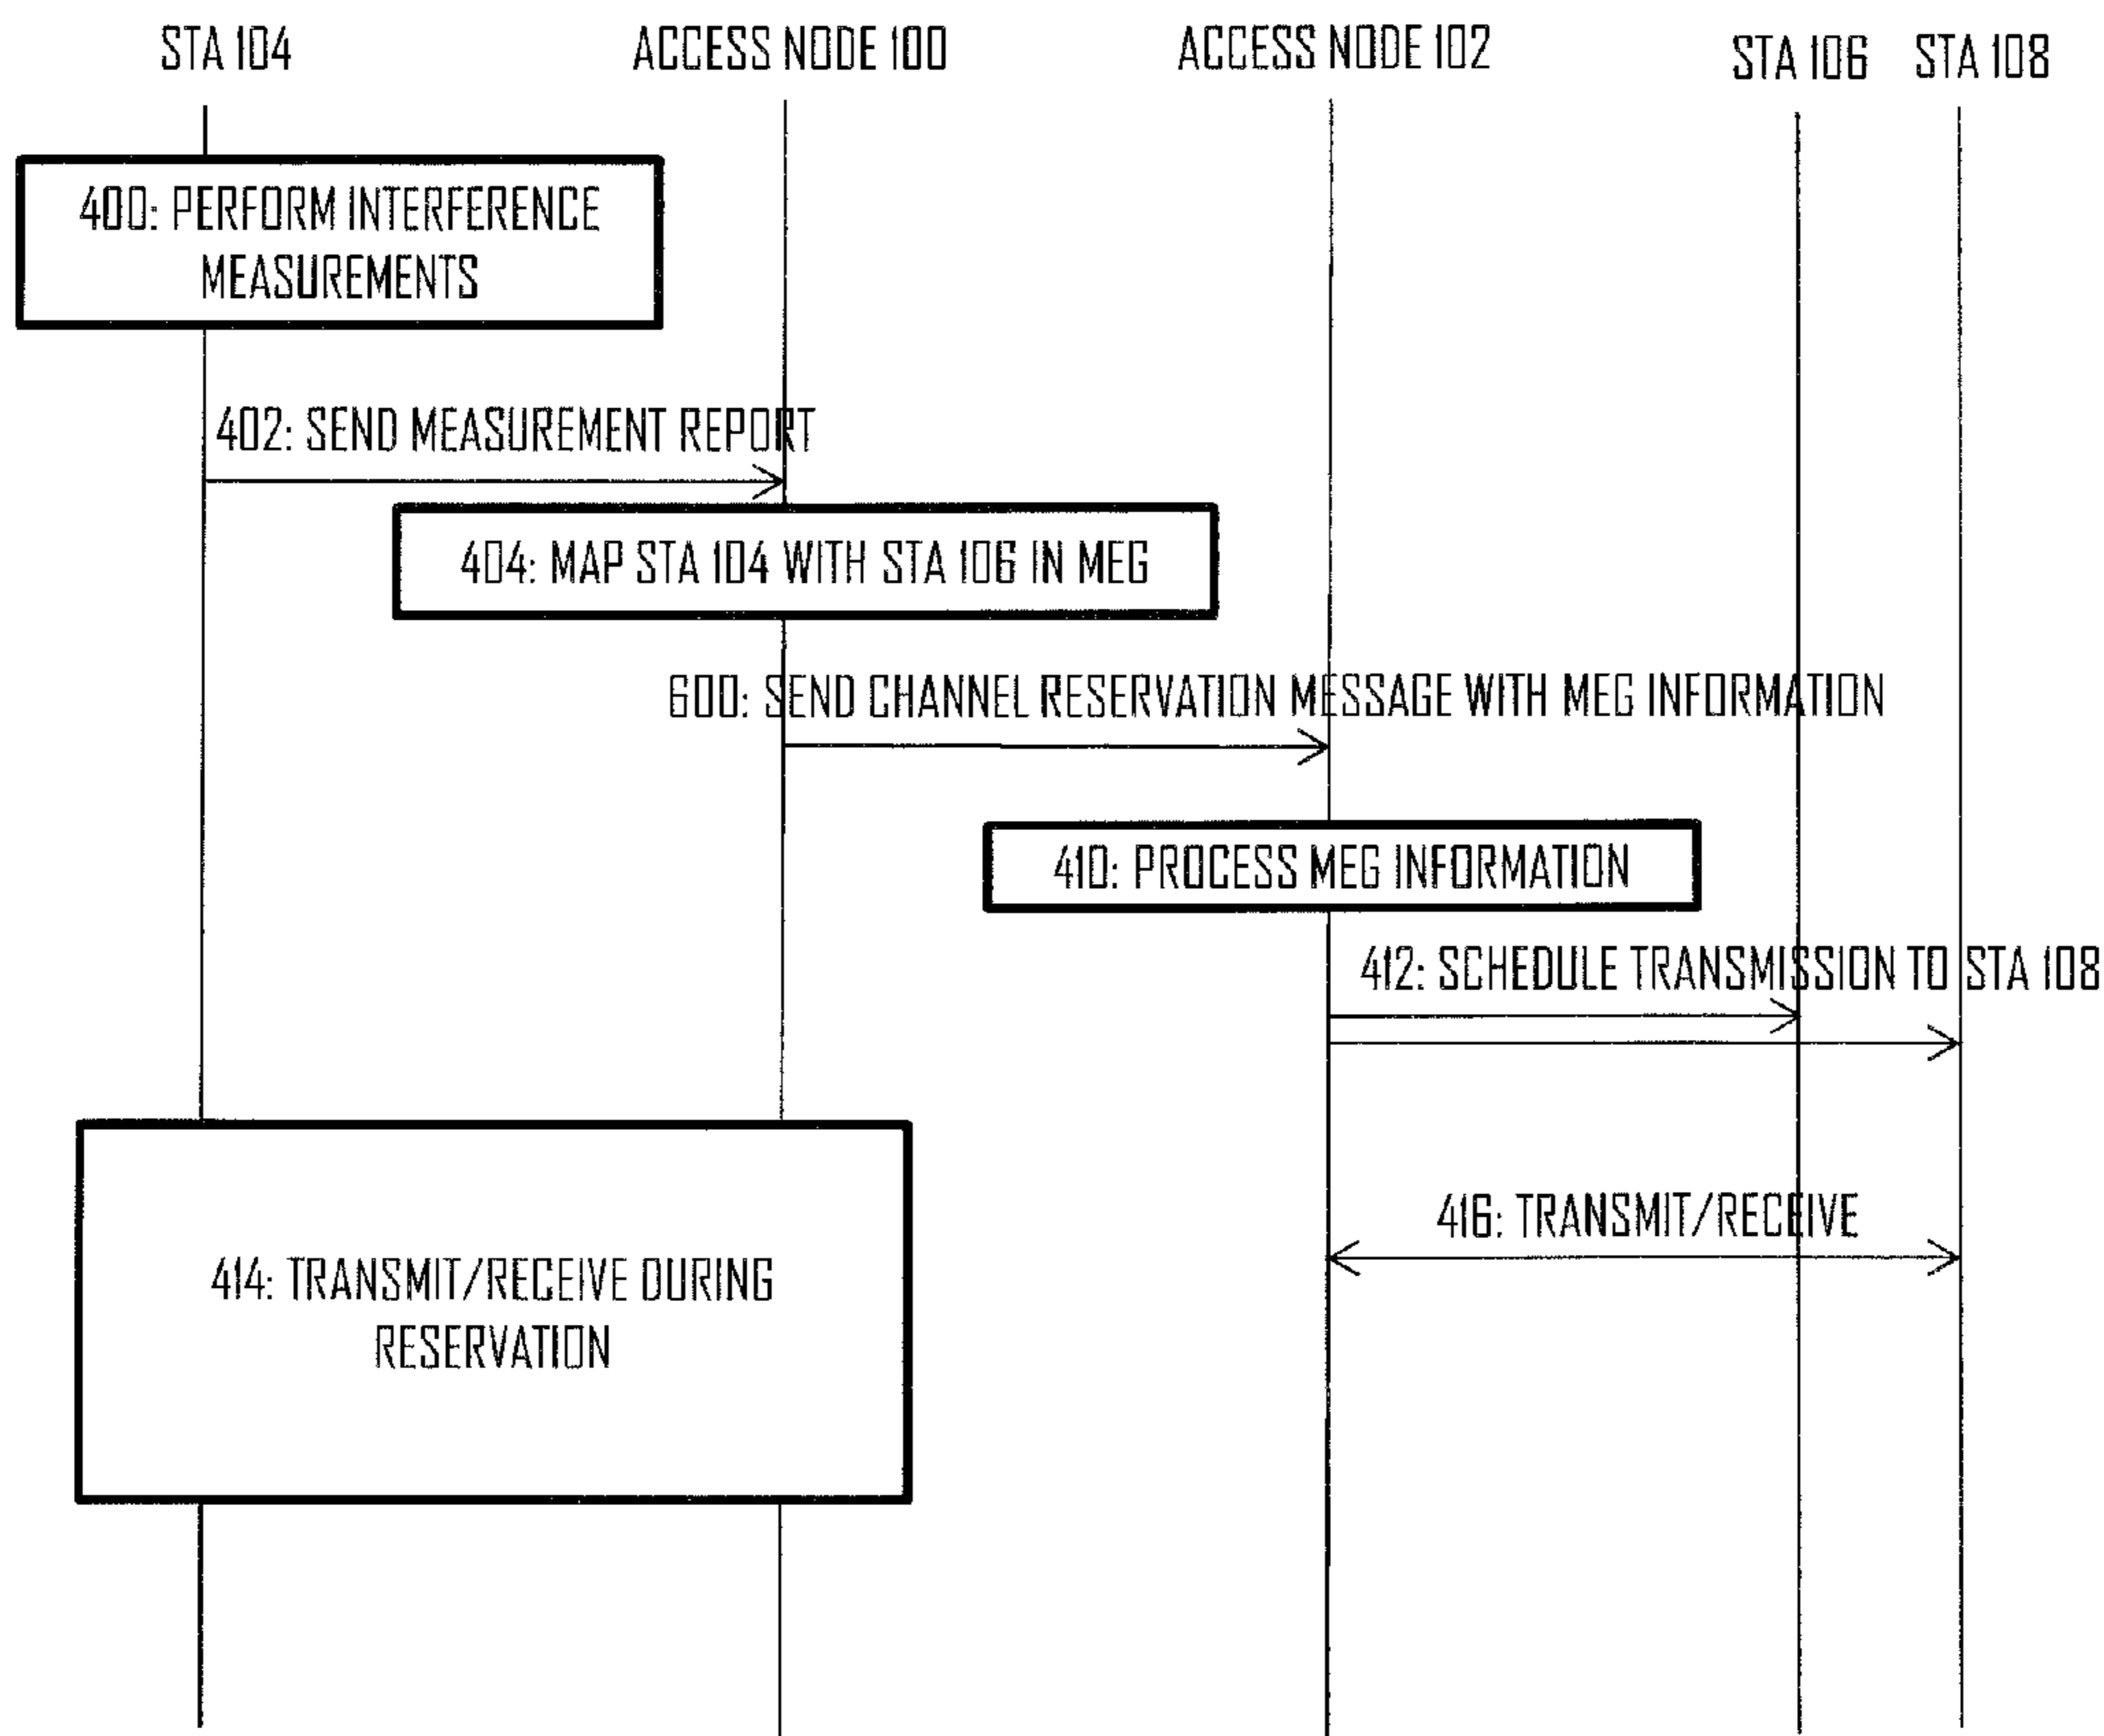 STA 104
ACCESS NODE 100
ACCESS NODE 102
STA 106
STA 108
400: PERFORM INTERFERENCE
MEASUREMENTS
402: SEND MEASUREMENT REPORT
404: MAP STA 104 WITH STA 106 IN MEG
600: SEND CHANNEL RESERVATION MESSAGE WITH MEG INFORMATION
410: PROCESS MEG INFORMATION
412: SCHEDULE TRANSMISSION TO STA 108
416: TRANSMIT/RECEIVE
414: TRANSMIT/RECEIVE DURING
RESERVATION